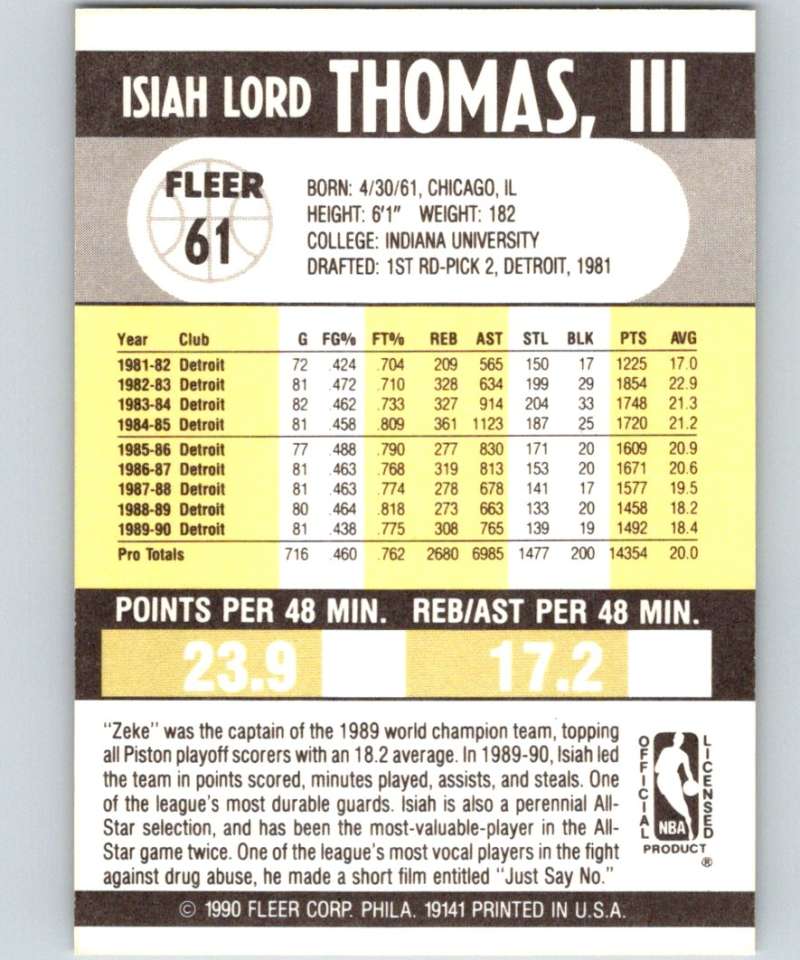 ISIAH LORD THOMAS, III
FLEER
61
BORN: 4/30/61, CHICAGO, IL
HEIGHT: 6'1" WEIGHT: 182
COLLEGE: INDIANA UNIVERSITY
DRAFTED: 1ST RD-PICK 2, DETROIT, 1981
Year Club G FG% FT% REB AST STL BLK PTS AVG
1981-82 Detroit 72 .424 .704 209 565 150 17 1225 17.0
1982-83 Detroit 81 .472 .710 328 634 199 29 1854 22.9
1983-84 Detroit 82 .462 .733 327 914 204 33 1748 21.3
1984-85 Detroit 81 .458 .809 361 1123 187 25 1720 21.2
1985-86 Detroit 77 .488 .790 277 830 171 20 1609 20.9
1986-87 Detroit 81 .463 .768 319 813 153 20 1671 20.6
1987-88 Detroit 81 .463 .774 278 678 141 17 1577 19.5
1988-89 Detroit 80 .464 .818 273 663 133 20 1458 18.2
1989-90 Detroit 81 .438 .775 308 765 139 19 1492 18.4
Pro Totals 716 .460 .762 2680 6985 1477 200 14354 20.0
POINTS PER 48 MIN. REB/AST PER 48 MIN.
23.9 17.2
"Zeke" was the captain of the 1989 world champion team, topping
all Piston playoff scorers with an 18.2 average. In 1989-90, Isiah led
the team in points scored, minutes played, assists, and steals. One
of the league's most durable guards. Isiah is also a perennial All-
Star selection, and has been the most-valuable-player in the All-
Star game twice. One of the league's most vocal players in the fight
against drug abuse, he made a short film entitled "Just Say No."
OFFICIAL
LICENSED
NBA
PRODUCT
®
© 1990 FLEER CORP. PHILA. 19141 PRINTED IN U.S.A.